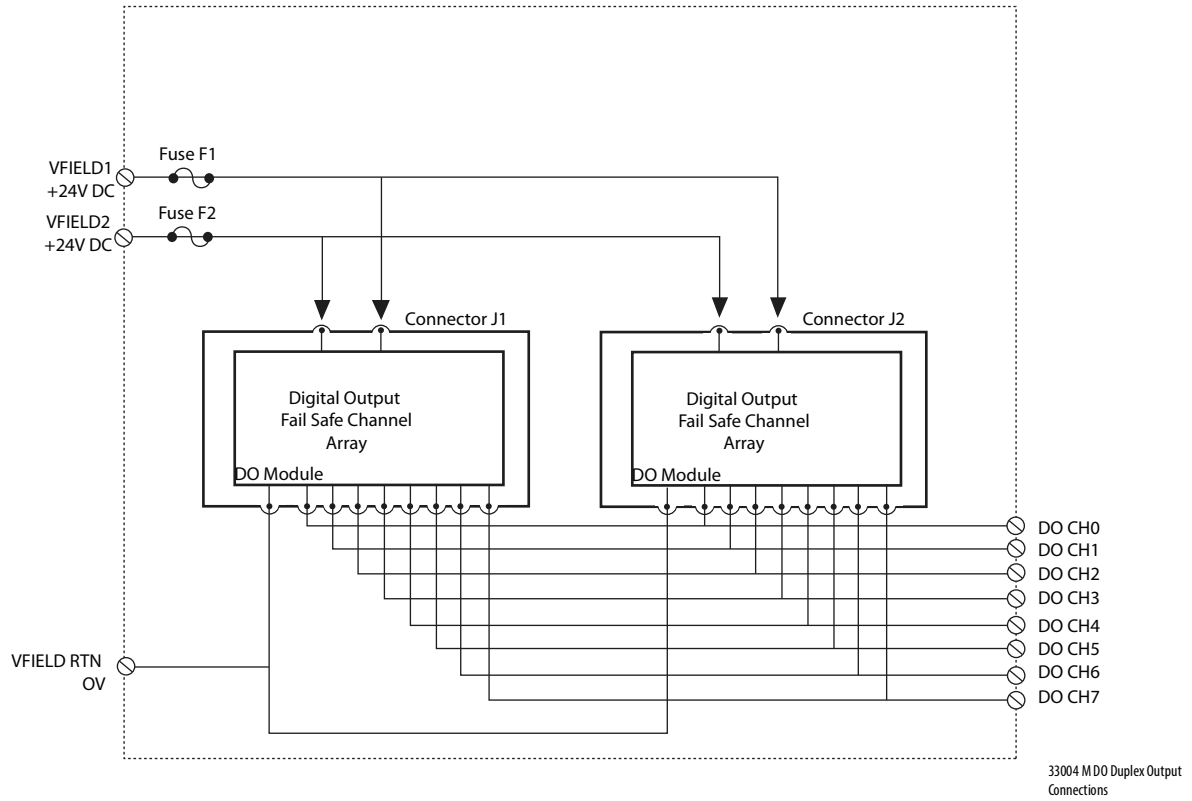 Fuse F1
VFIELD1
+24V DC
Fuse F2
VFIELD2
+24V DC
Connector J1
Connector J2
Digital Output
Fail Safe Channel
Array
DO Module
Digital Output
Fail Safe Channel
Array
DO Module
DO CH0
DO CH1
DO CH2
DO CH3
DO CH4
DO CH5
DO CH6
DO CH7
VFIELD RTN
OV
33004 M DO Duplex Output
Connections